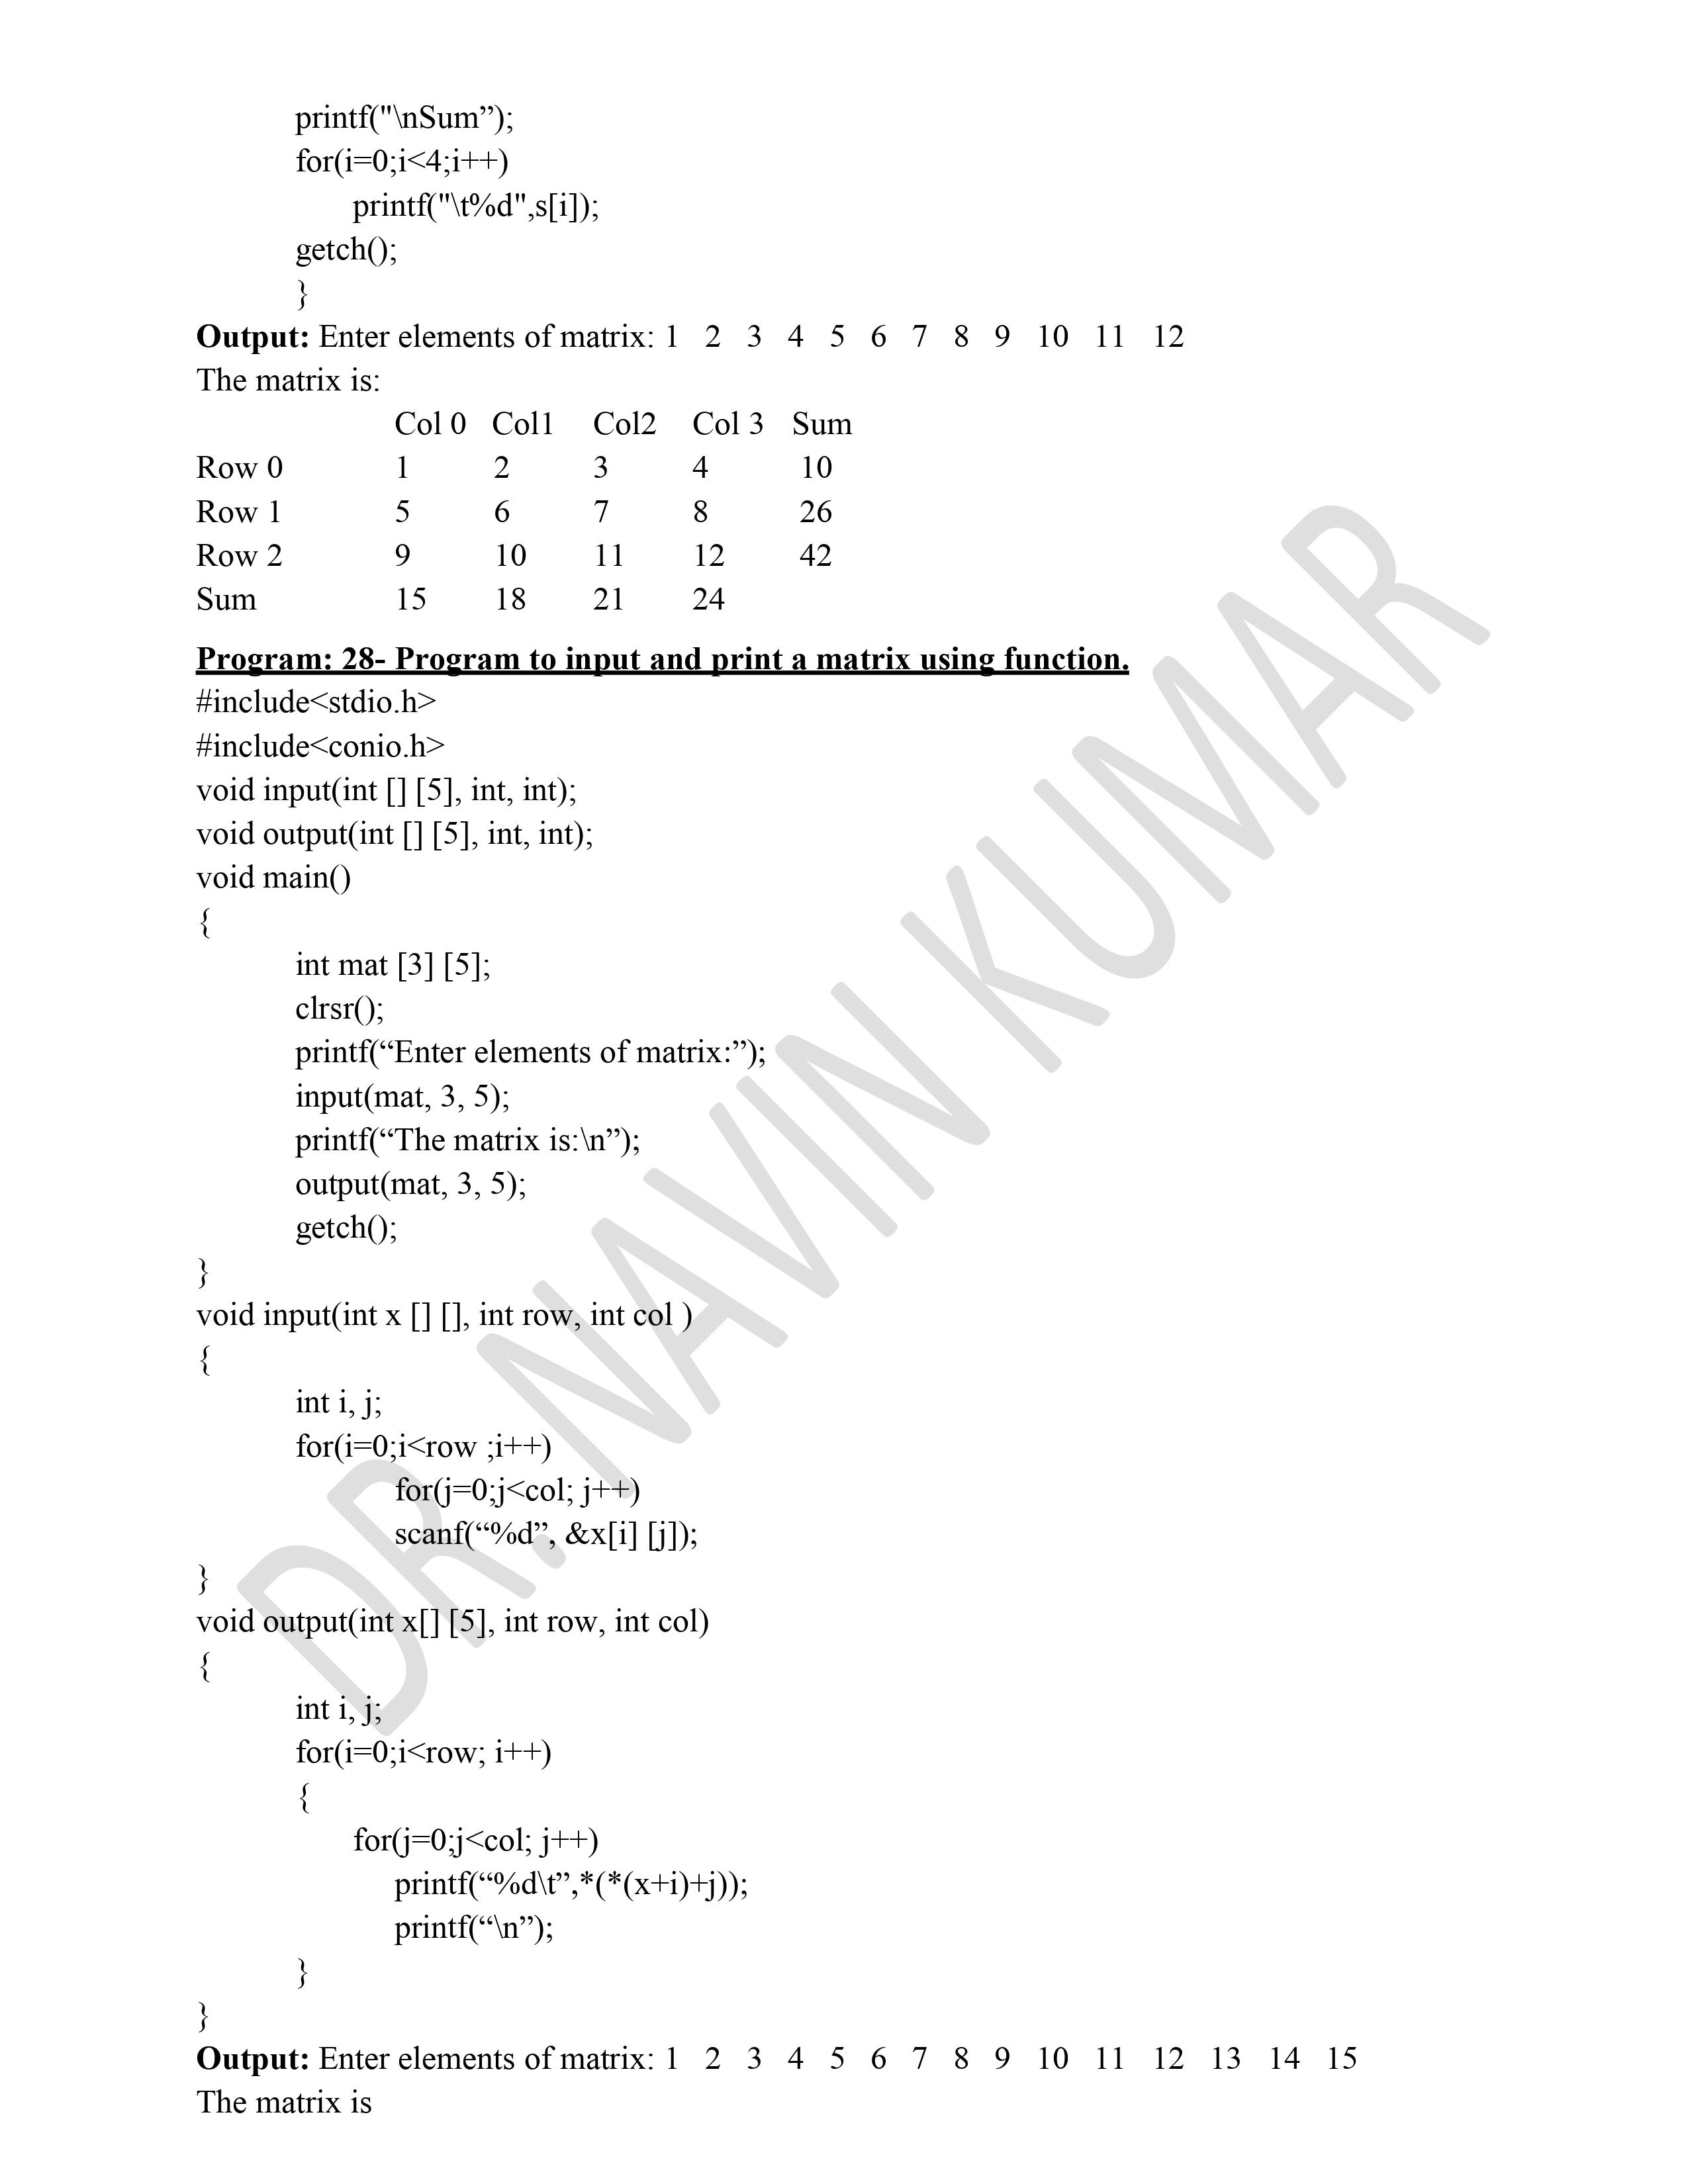 printf("\nSum”);
for(i=0;i<4;i++)
printf("\t%d",s[i]);
getch();
}
Output: Enter elements of matrix: 1 2 3 4 5 6 7 8 9 10 11 12
The matrix is:
Col 0 Col1 Col2 Col 3 Sum
Row 0 1 2 3 4 10
Row 1 5 6 7 8 26
Row 2 9 10 11 12 42
Sum 15 18 21 24
Program: 28- Program to input and print a matrix using function.
#include<stdio.h>
#include<conio.h>
void input(int [] [5], int, int);
void output(int [] [5], int, int);
void main()
{
int mat [3] [5];
clrsr();
printf(“Enter elements of matrix:”);
input(mat, 3, 5);
printf(“The matrix is:\n”);
output(mat, 3, 5);
getch();
}
void input(int x [] [], int row, int col )
{
int i, j;
for(i=0;i<row ;i++)
for(j=0;j<col; j++)
scanf(“%d”, &x[i] [j]);
}
void output(int x[] [5], int row, int col)
{
int i, j;
for(i=0;i<row; i++)
{
for(j=0;j<col; j++)
printf(“%d\t”,*(*(x+i)+j));
printf(“\n”);
}
}
Output: Enter elements of matrix: 1 2 3 4 5 6 7 8 9 10 11 12 13 14 15
The matrix is
DR. NAVIN KUMAR